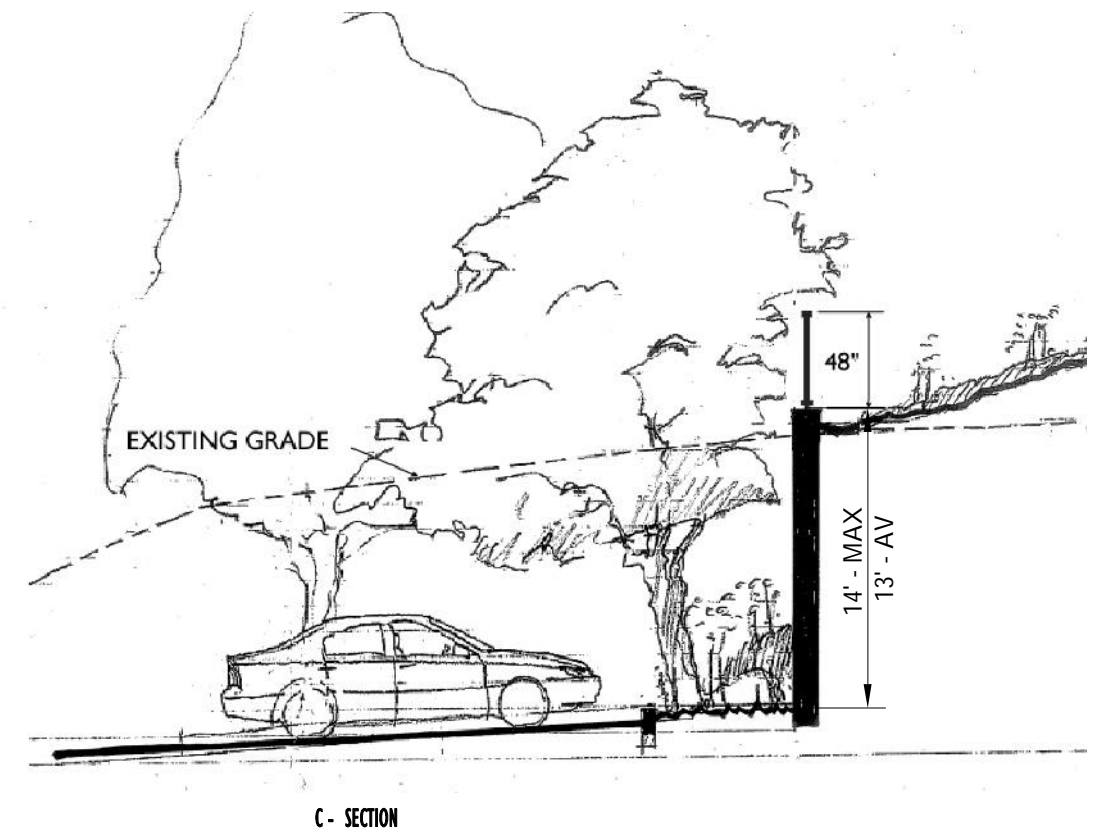 48"
EXISTING GRADE
14' - MAX
13' - AV
C - SECTION